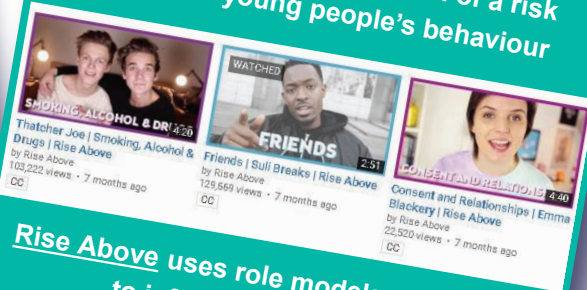 of a risk
young people's behaviour
SMOKING, ALCOHOL & DRUGS
4:20
Thatcher Joe | Smoking, Alcohol &
Drugs | Rise Above
by Rise Above
103,222 views • 7 months ago
CC
WATCHED
FRIENDS
2:51
Friends | Suli Breaks | Rise Above
by Rise Above
129,669 views • 7 months ago
CC
CONSENT AND RELATIONS
4:40
Consent and Relationships | Emma
Blackery | Rise Above
by Rise Above
22,520 views • 7 months ago
CC
Rise Above uses role